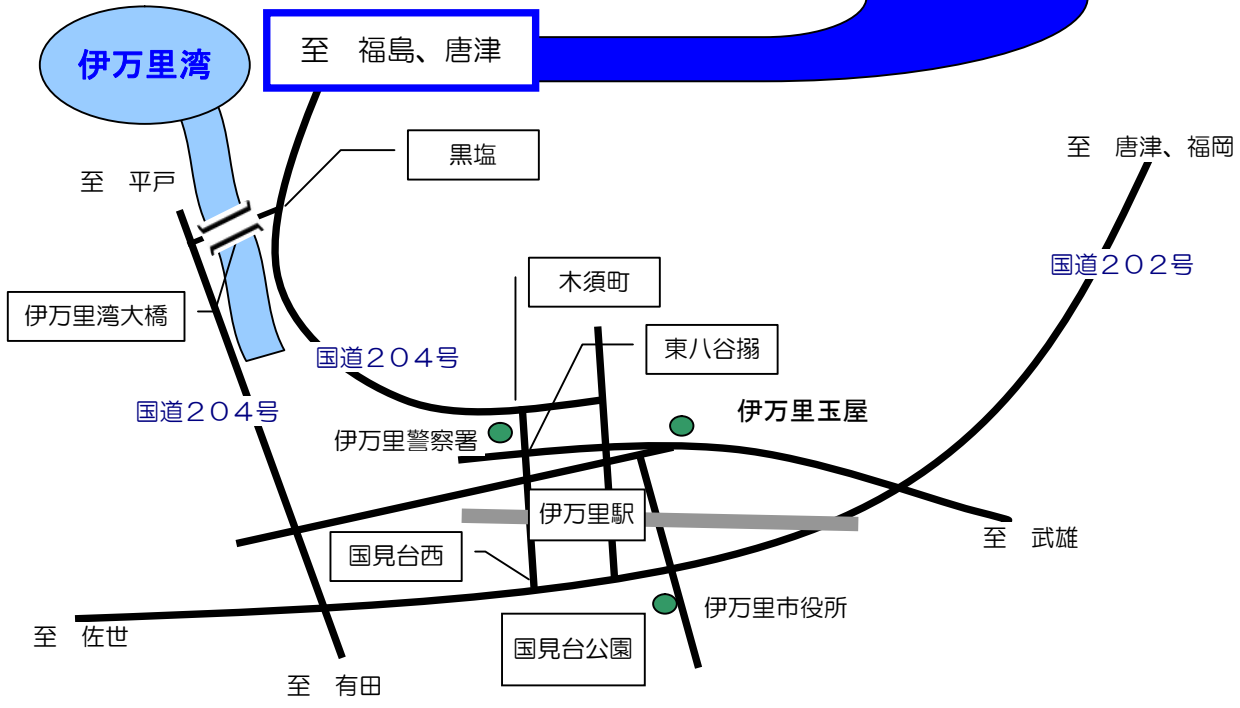 伊万里湾
至　福島、唐津
黒塩
至　唐津、福岡
至　平戸
国道２０２号
木須町
伊万里湾大橋
東八谷搦
国道２０４号
国道２０４号
伊万里玉屋
伊万里警察署
伊万里駅
至　武雄
国見台西
伊万里市役所
至　佐世
国見台公園
至　有田